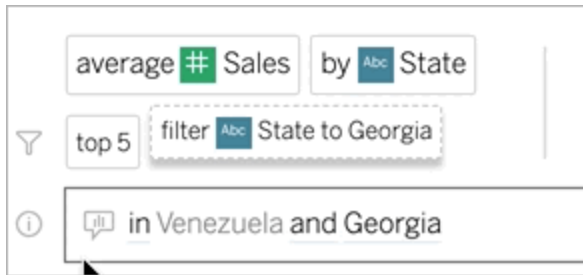 average # Sales by Abc State
top 5 filter Abc State to Georgia
in Venezuela and Georgia